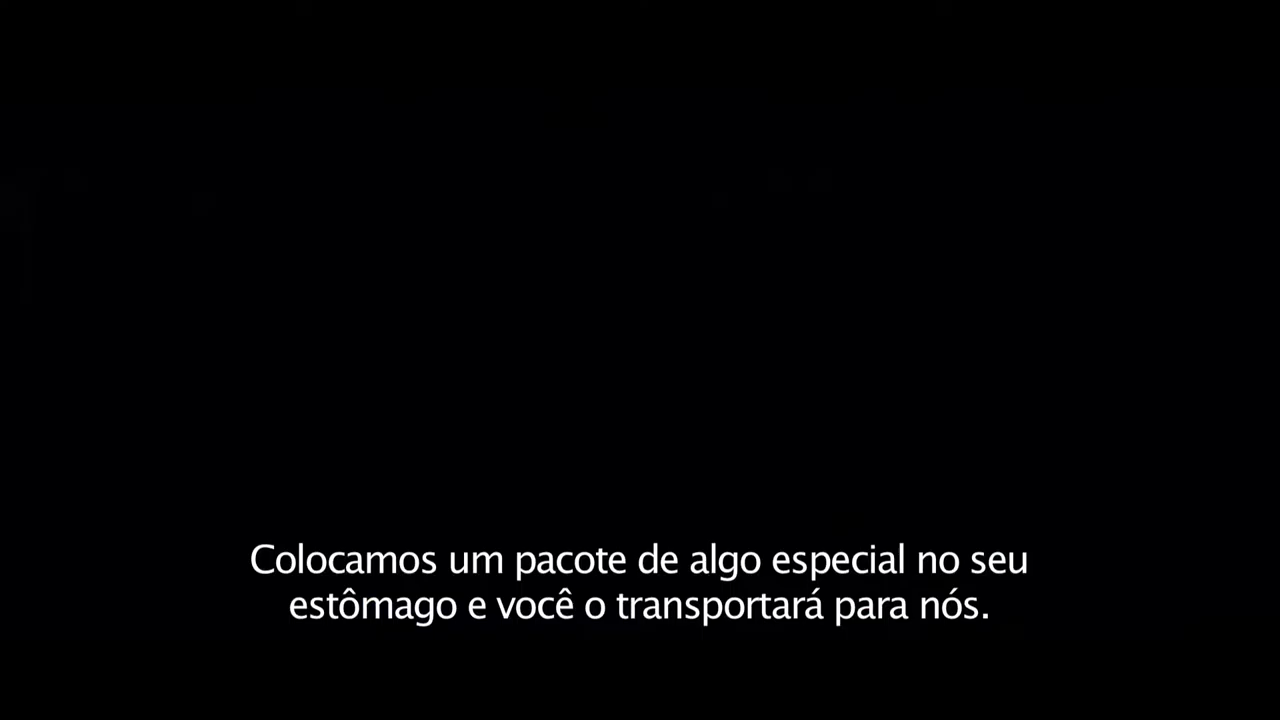 Colocamos um pacote de algo especial no seu
estômago e você o transportará para nós.